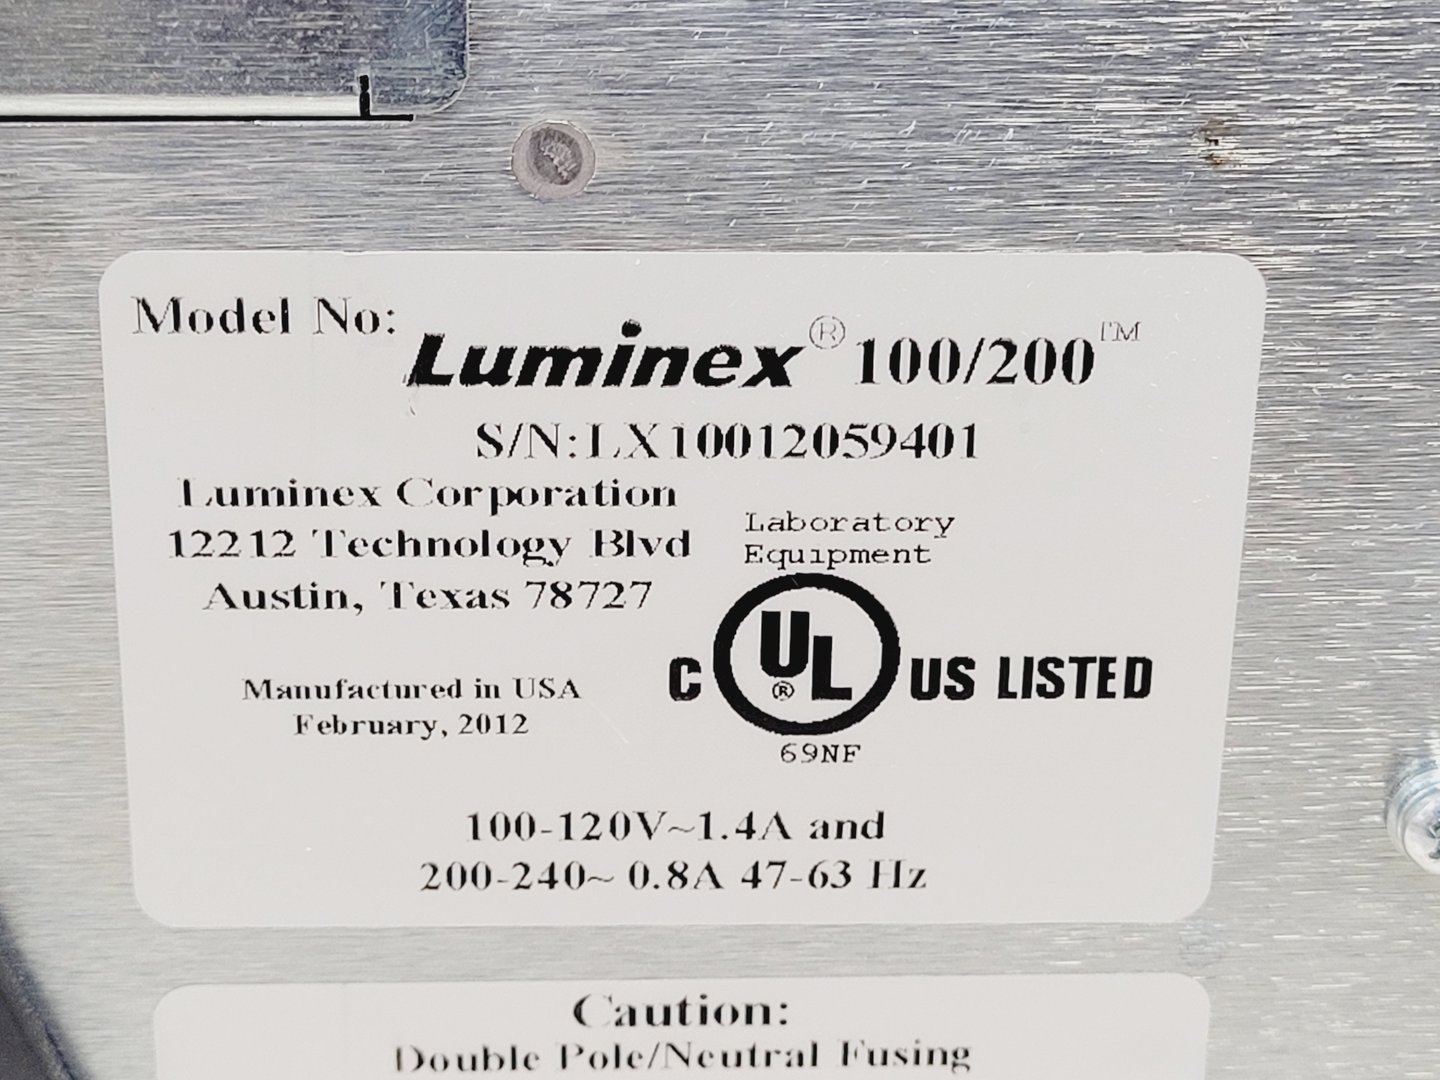 Model No:
Luminex® 100/200™
S/N:LX10012059401
Luminex Corporation
12212 Technology Blvd
Austin, Texas 78727
Laboratory
Equipment
C UL® US LISTED
69NF
Manufactured in USA
February, 2012
100-120V~1.4A and
200-240~ 0.8A 47-63 Hz
Caution:
Double Pole/Neutral Fusing